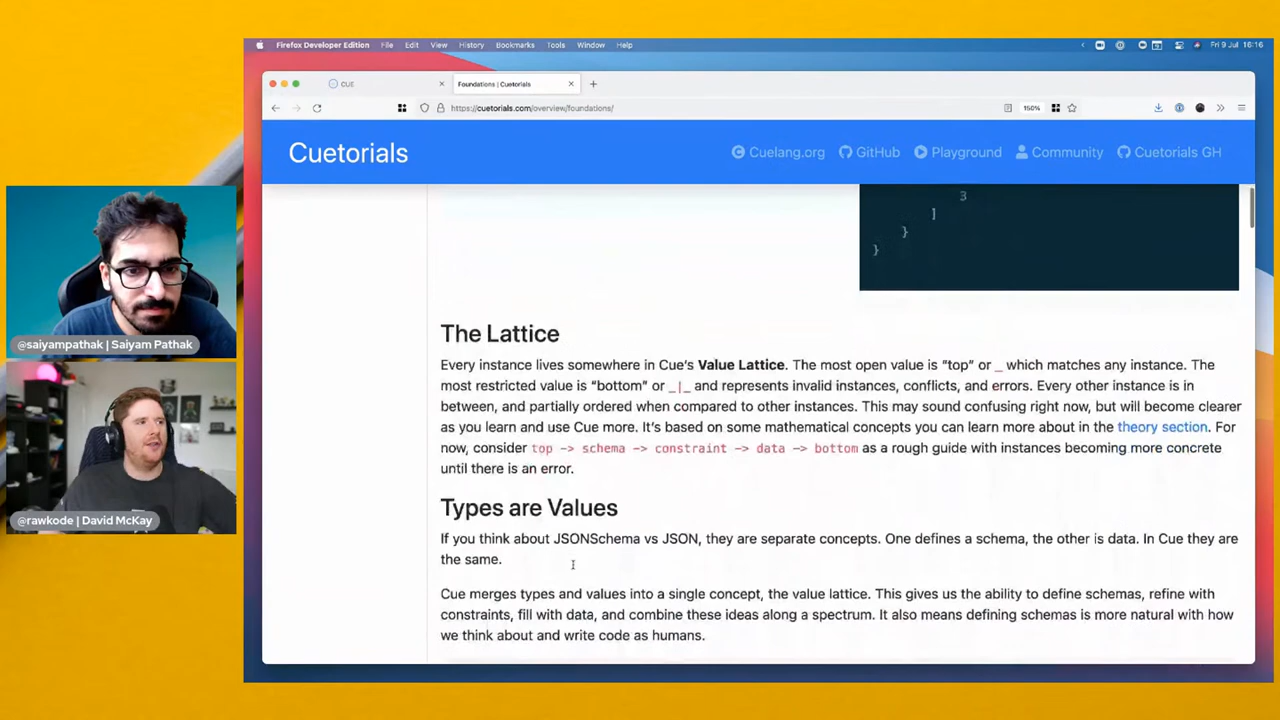 Firefox Developer Edition File Edit View History Bookmarks Tools Window Help Fri 9 Jul 16:16
CUE Foundations | Cuetorials
https://cuetorials.com/overview/foundations/ 150%
Cuetorials Cuelang.org GitHub Playground Community Cuetorials GH
3
]
}
}
The Lattice
Every instance lives somewhere in Cue's Value Lattice. The most open value is "top" or _ which matches any instance. The
most restricted value is "bottom" or _|_ and represents invalid instances, conflicts, and errors. Every other instance is in
between, and partially ordered when compared to other instances. This may sound confusing right now, but will become clearer
as you learn and use Cue more. It's based on some mathematical concepts you can learn more about in the theory section. For
now, consider top -> schema -> constraint -> data -> bottom as a rough guide with instances becoming more concrete
until there is an error.
Types are Values
If you think about JSONSchema vs JSON, they are separate concepts. One defines a schema, the other is data. In Cue they are
the same.
Cue merges types and values into a single concept, the value lattice. This gives us the ability to define schemas, refine with
constraints, fill with data, and combine these ideas along a spectrum. It also means defining schemas is more natural with how
we think about and write code as humans.
@saiyampathak | Saiyam Pathak
@rawkode | David McKay